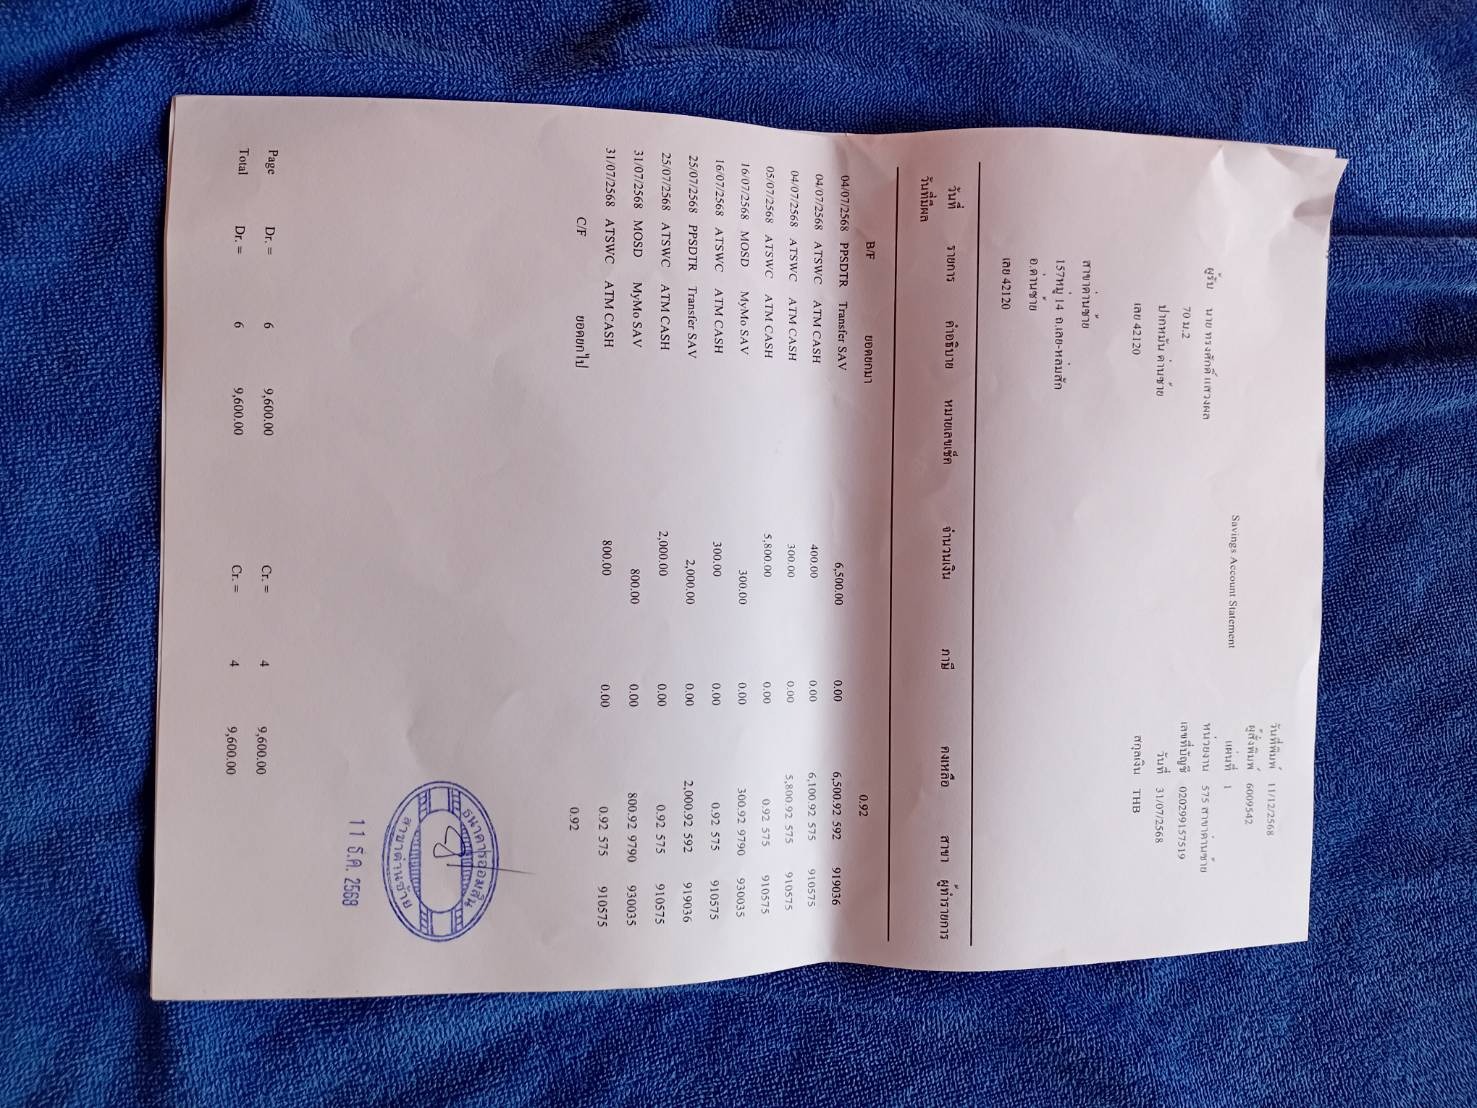 Savings Account Statement
วันที่พิมพ์ 11/12/2568
ผู้สั่งพิมพ์ 6009542
แผ่นที่ 1
ผู้รับ นาย ทรงศักดิ์ แสวงผล
หน่วยงาน 575 สาขาด่านซ้าย
70 ม.2
เลขที่บัญชี 020299157519
ปากหมัน ด่านซ้าย
วันที่ 31/07/2568
เลย 42120
สกุลเงิน THB
สาขาด่านซ้าย
157หมู่ 14 ถ.เลย-หล่มสัก
อ.ด่านซ้าย
เลย 42120
วันที่ รายการ คำอธิบาย หมายเลขเช็ค จำนวนเงิน ภาษี คงเหลือ สาขา ผู้ทำรายการ
วันที่มีผล
B/F ยอดยกมา 0.92
04/07/2568 PPSDTR Transfer SAV 6,500.00 0.00 6,500.92 592 919036
04/07/2568 ATSWC ATM CASH 400.00 0.00 6,100.92 575 910575
04/07/2568 ATSWC ATM CASH 300.00 0.00 5,800.92 575 910575
05/07/2568 ATSWC ATM CASH 5,800.00 0.00 0.92 575 910575
16/07/2568 MOSD MyMo SAV 300.00 0.00 300.92 9790 930035
16/07/2568 ATSWC ATM CASH 300.00 0.00 0.92 575 910575
25/07/2568 PPSDTR Transfer SAV 2,000.00 0.00 2,000.92 592 919036
25/07/2568 ATSWC ATM CASH 2,000.00 0.00 0.92 575 910575
31/07/2568 MOSD MyMo SAV 800.00 0.00 800.92 9790 930035
31/07/2568 ATSWC ATM CASH 800.00 0.00 0.92 575 910575
C/F ยอดยกไป 0.92
ธนาคารออมสิน
สาขาด่านซ้าย
11 ธ.ค. 2568
Page Dr. = 6 9,600.00 Cr. = 4 9,600.00
Total Dr. = 6 9,600.00 Cr. = 4 9,600.00